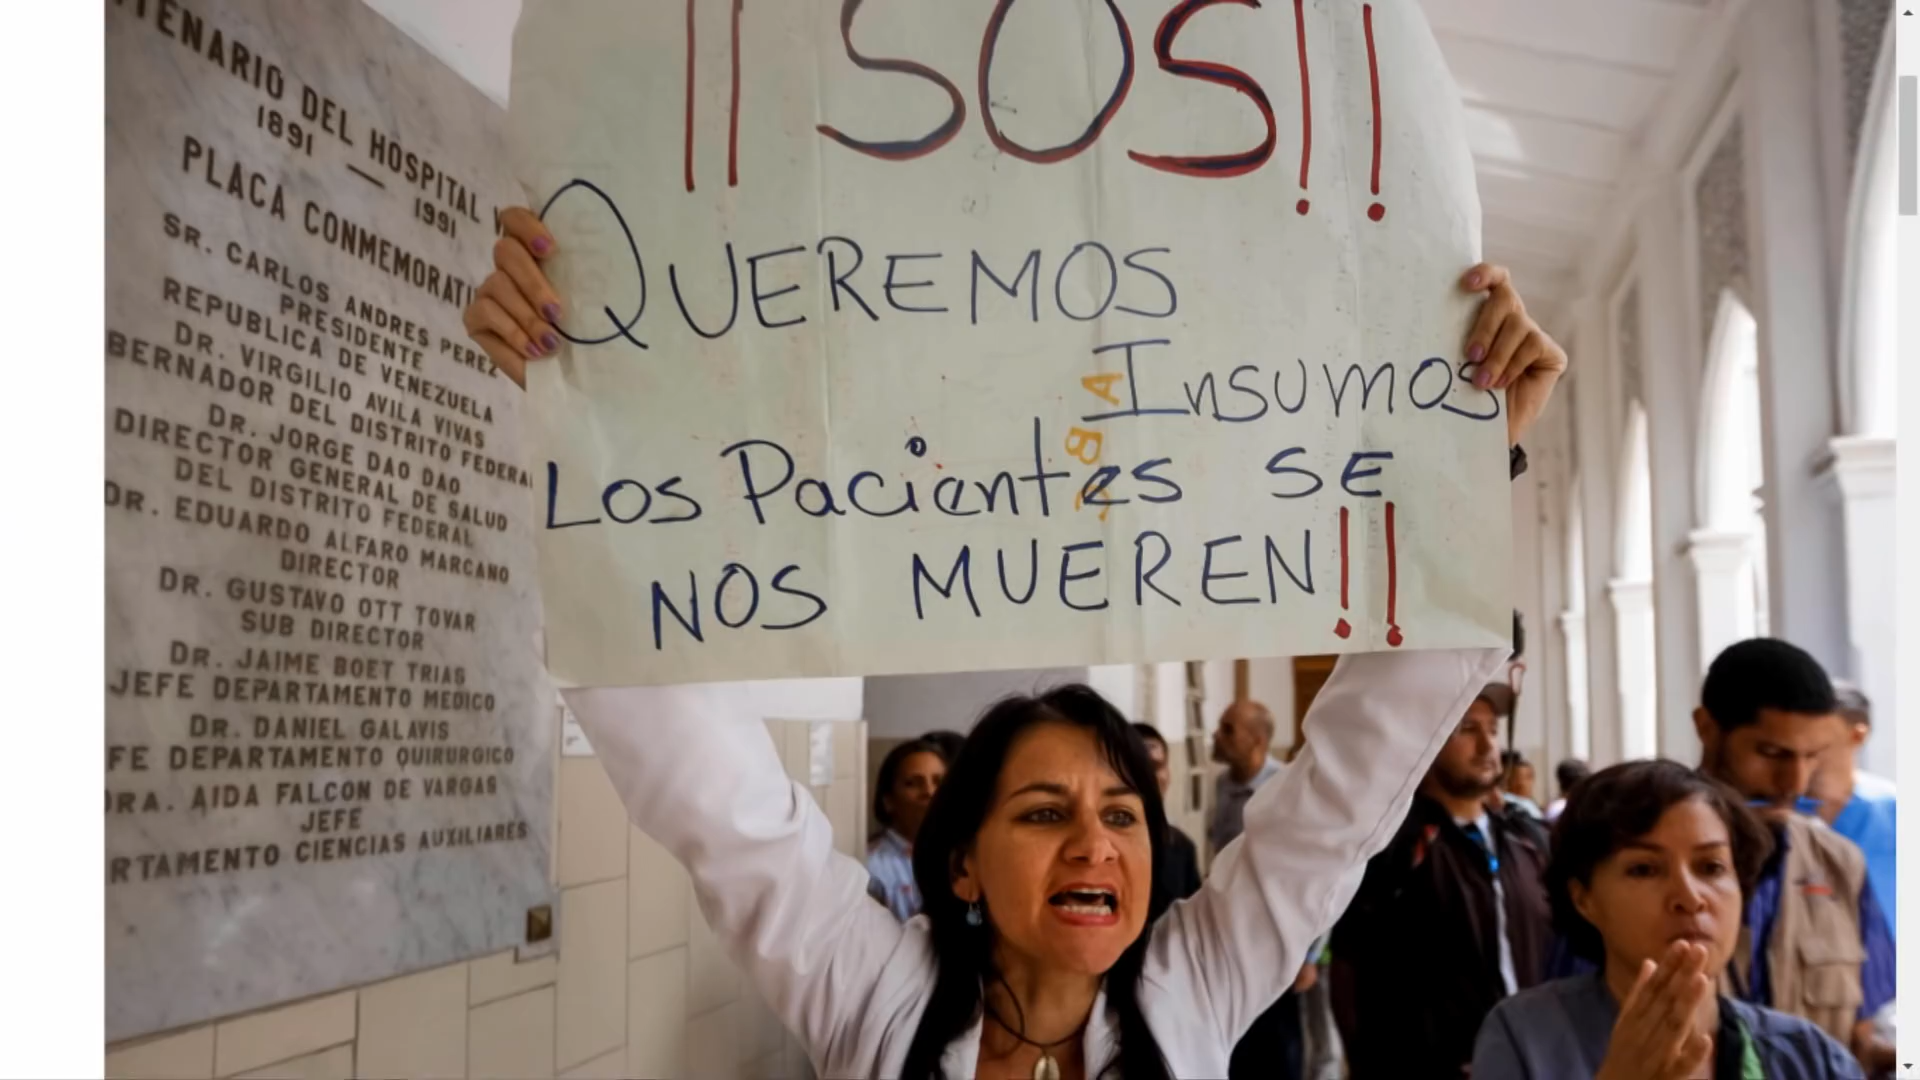 TENARIO DEL HOSPITAL
1891 — 1991
PLACA CONMEMORATI
SR. CARLOS ANDRES PEREZ
PRESIDENTE
REPUBLICA DE VENEZUELA
DR. VIRGILIO AVILA VIVAS
BERNADOR DEL DISTRITO FEDERAL
DR. JORGE DAO DAO
DIRECTOR GENERAL DE SALUD
DEL DISTRITO FEDERAL
DR. EDUARDO ALFARO MARCANO
DIRECTOR
DR. GUSTAVO OTT TOVAR
SUB DIRECTOR
DR. JAIME BOET TRIAS
JEFE DEPARTAMENTO MEDICO
DR. DANIEL GALAVIS
FE DEPARTAMENTO QUIRURGICO
DRA. AIDA FALCON DE VARGAS
JEFE
RTAMENTO CIENCIAS AUXILIARES
¡¡SOS!!
QUEREMOS
INSUMOS
Los Pacientes SE
NOS MUEREN!!